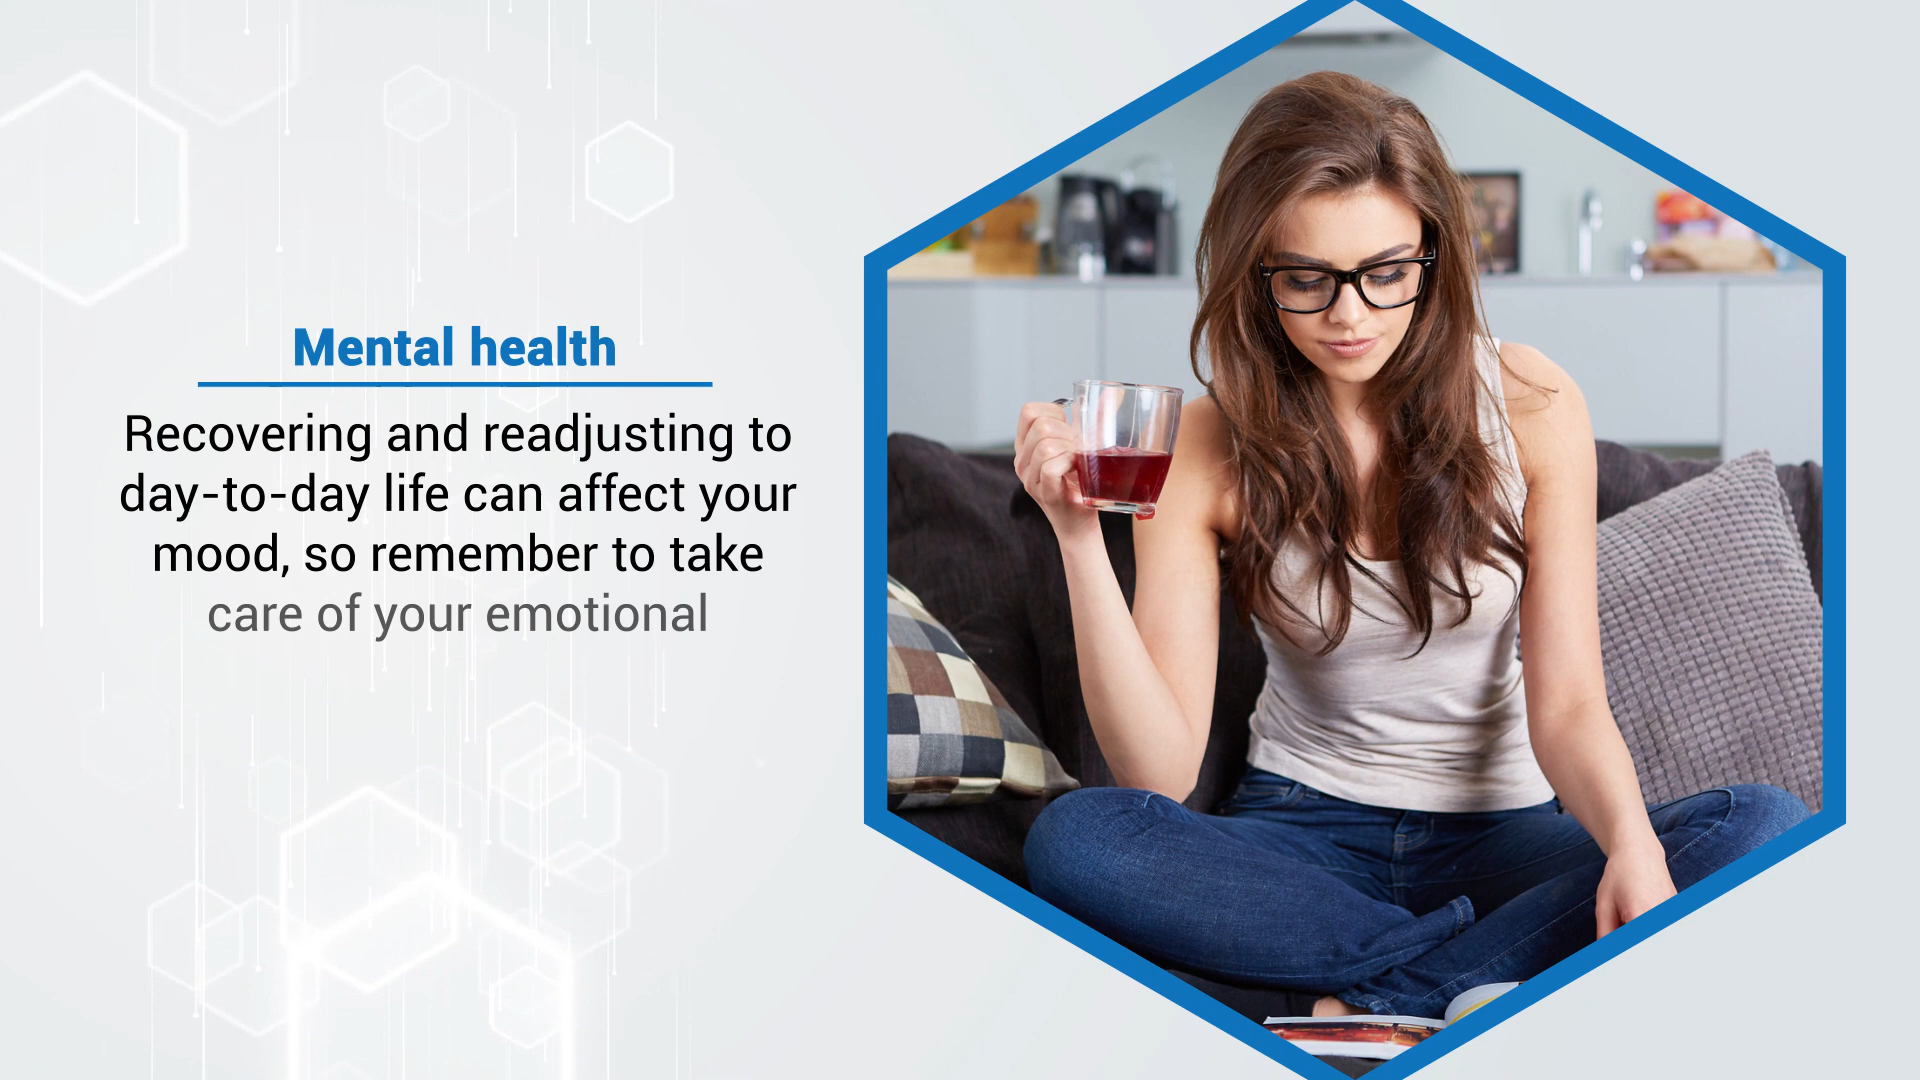 Mental health
Recovering and readjusting to
day-to-day life can affect your
mood, so remember to take
care of your emotional